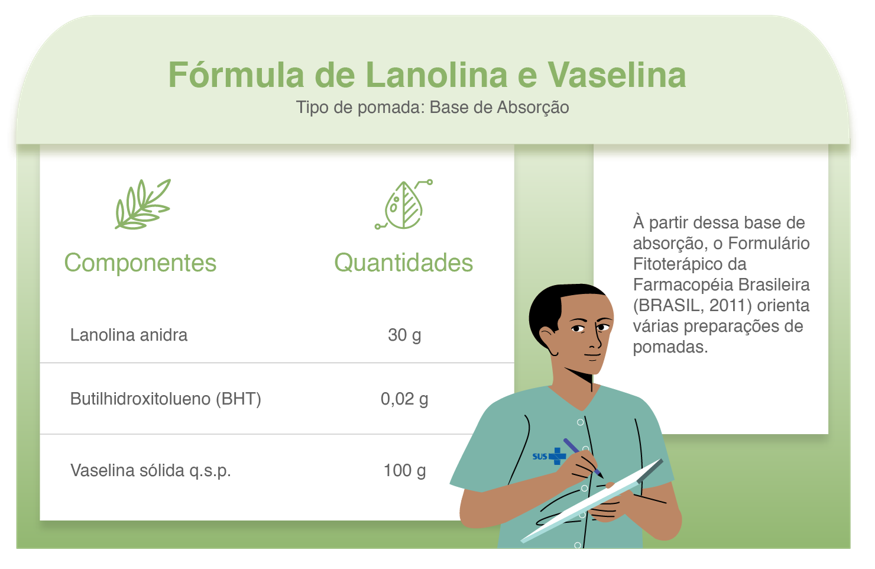 Fórmula de Lanolina e Vaselina
Tipo de pomada: Base de Absorção
Componentes Quantidades
Lanolina anidra 30 g
Butilhidroxitolueno (BHT) 0,02 g
Vaselina sólida q.s.p. 100 g
À partir dessa base de
absorção, o Formulário
Fitoterápico da
Farmacopéia Brasileira
(BRASIL, 2011) orienta
várias preparações de
pomadas.
SUS